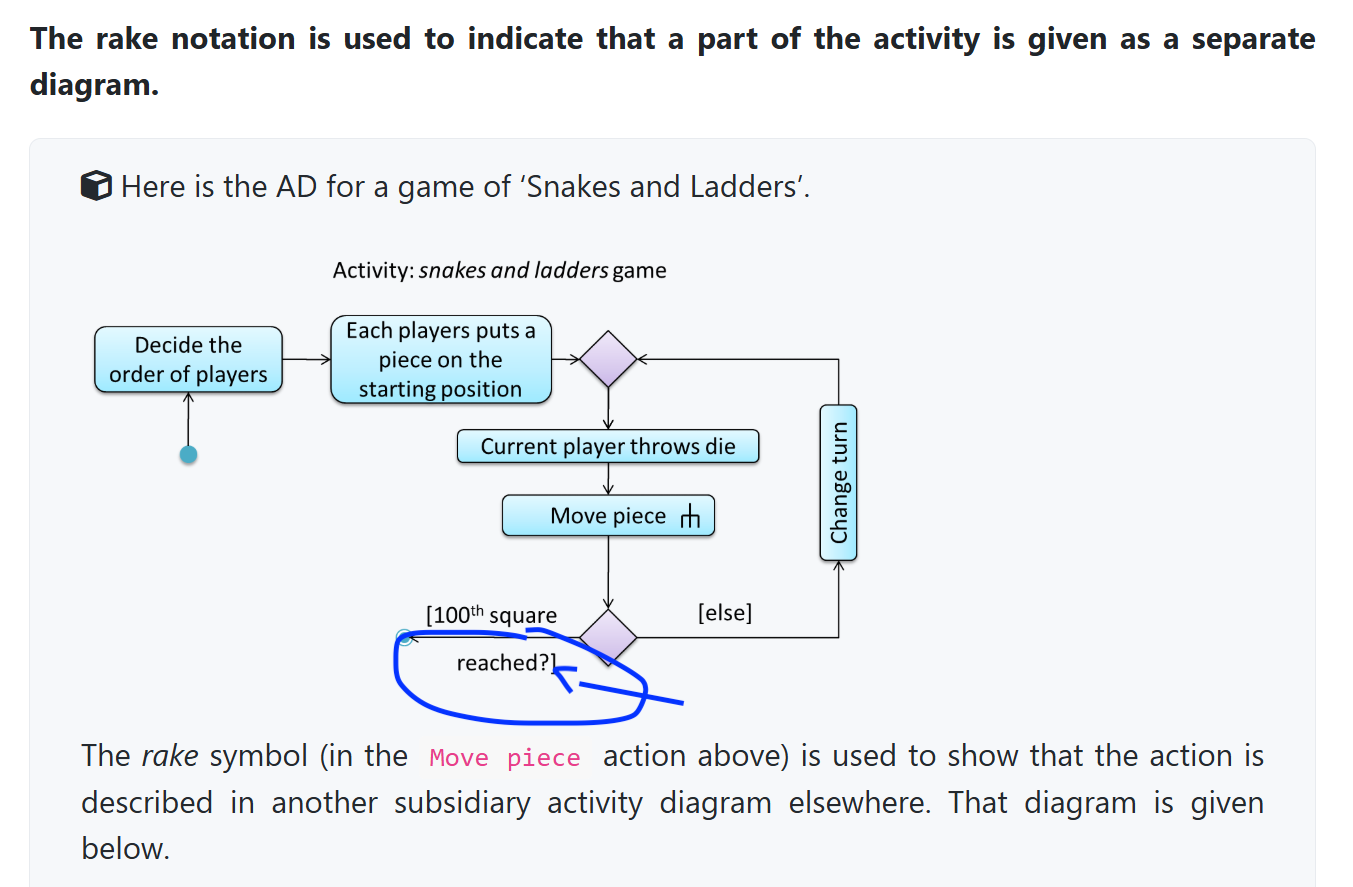 The rake notation is used to indicate that a part of the activity is given as a separate
diagram.
Here is the AD for a game of ‘Snakes and Ladders’.
Activity: snakes and ladders game
Decide the
order of players
Each players puts a
piece on the
starting position
Current player throws die
Move piece
Change turn
[100th square
reached?]
[else]
The rake symbol (in the Move piece action above) is used to show that the action is
described in another subsidiary activity diagram elsewhere. That diagram is given
below.